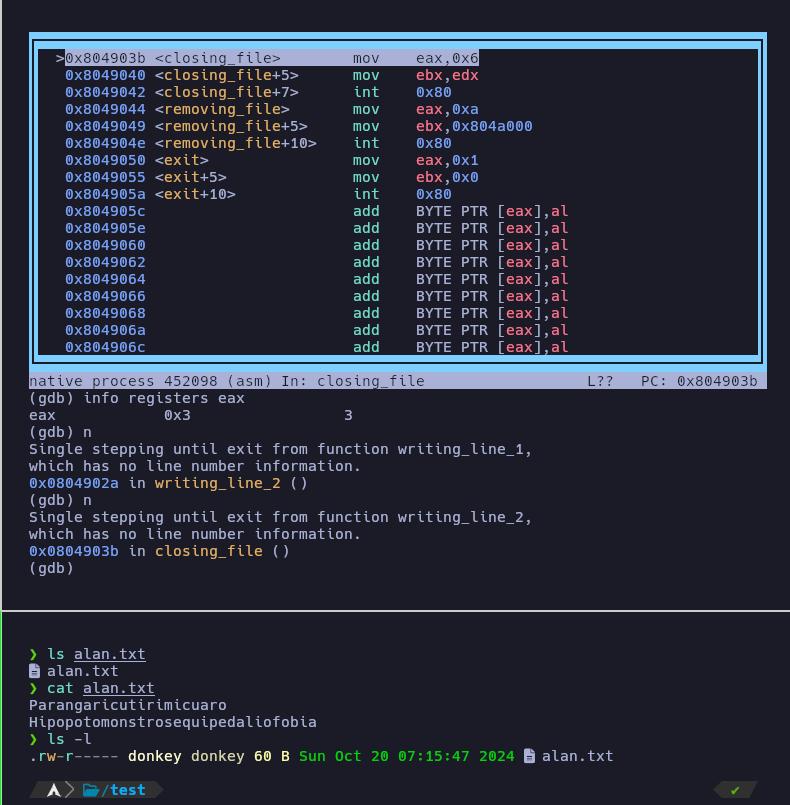 >0x804903b <closing_file> mov eax,0x6
0x8049040 <closing_file+5> mov ebx,edx
0x8049042 <closing_file+7> int 0x80
0x8049044 <removing_file> mov eax,0xa
0x8049049 <removing_file+5> mov ebx,0x804a000
0x804904e <removing_file+10> int 0x80
0x8049050 <exit> mov eax,0x1
0x8049055 <exit+5> mov ebx,0x0
0x804905a <exit+10> int 0x80
0x804905c add BYTE PTR [eax],al
0x804905e add BYTE PTR [eax],al
0x8049060 add BYTE PTR [eax],al
0x8049062 add BYTE PTR [eax],al
0x8049064 add BYTE PTR [eax],al
0x8049066 add BYTE PTR [eax],al
0x8049068 add BYTE PTR [eax],al
0x804906a add BYTE PTR [eax],al
0x804906c add BYTE PTR [eax],al
native process 452098 (asm) In: closing_file L?? PC: 0x804903b
(gdb) info registers eax
eax 0x3 3
(gdb) n
Single stepping until exit from function writing_line_1,
which has no line number information.
0x0804902a in writing_line_2 ()
(gdb) n
Single stepping until exit from function writing_line_2,
which has no line number information.
0x0804903b in closing_file ()
(gdb)
❯ ls alan.txt
alan.txt
❯ cat alan.txt
Parangaricutirimicuaro
Hipopotomonstrosequipedaliofobia
❯ ls -l
.rw-r----- donkey donkey 60 B Sun Oct 20 07:15:47 2024 alan.txt
/test ✔